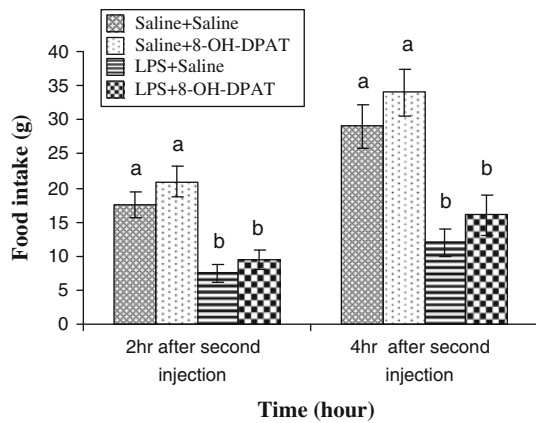 Saline+Saline
Saline+8-OH-DPAT
LPS+Saline
LPS+8-OH-DPAT
Food intake (g)
40
35
30
25
20
15
10
5
0
a
a
b
b
a
a
b
b
2hr after second
injection
4hr after second
injection
Time (hour)